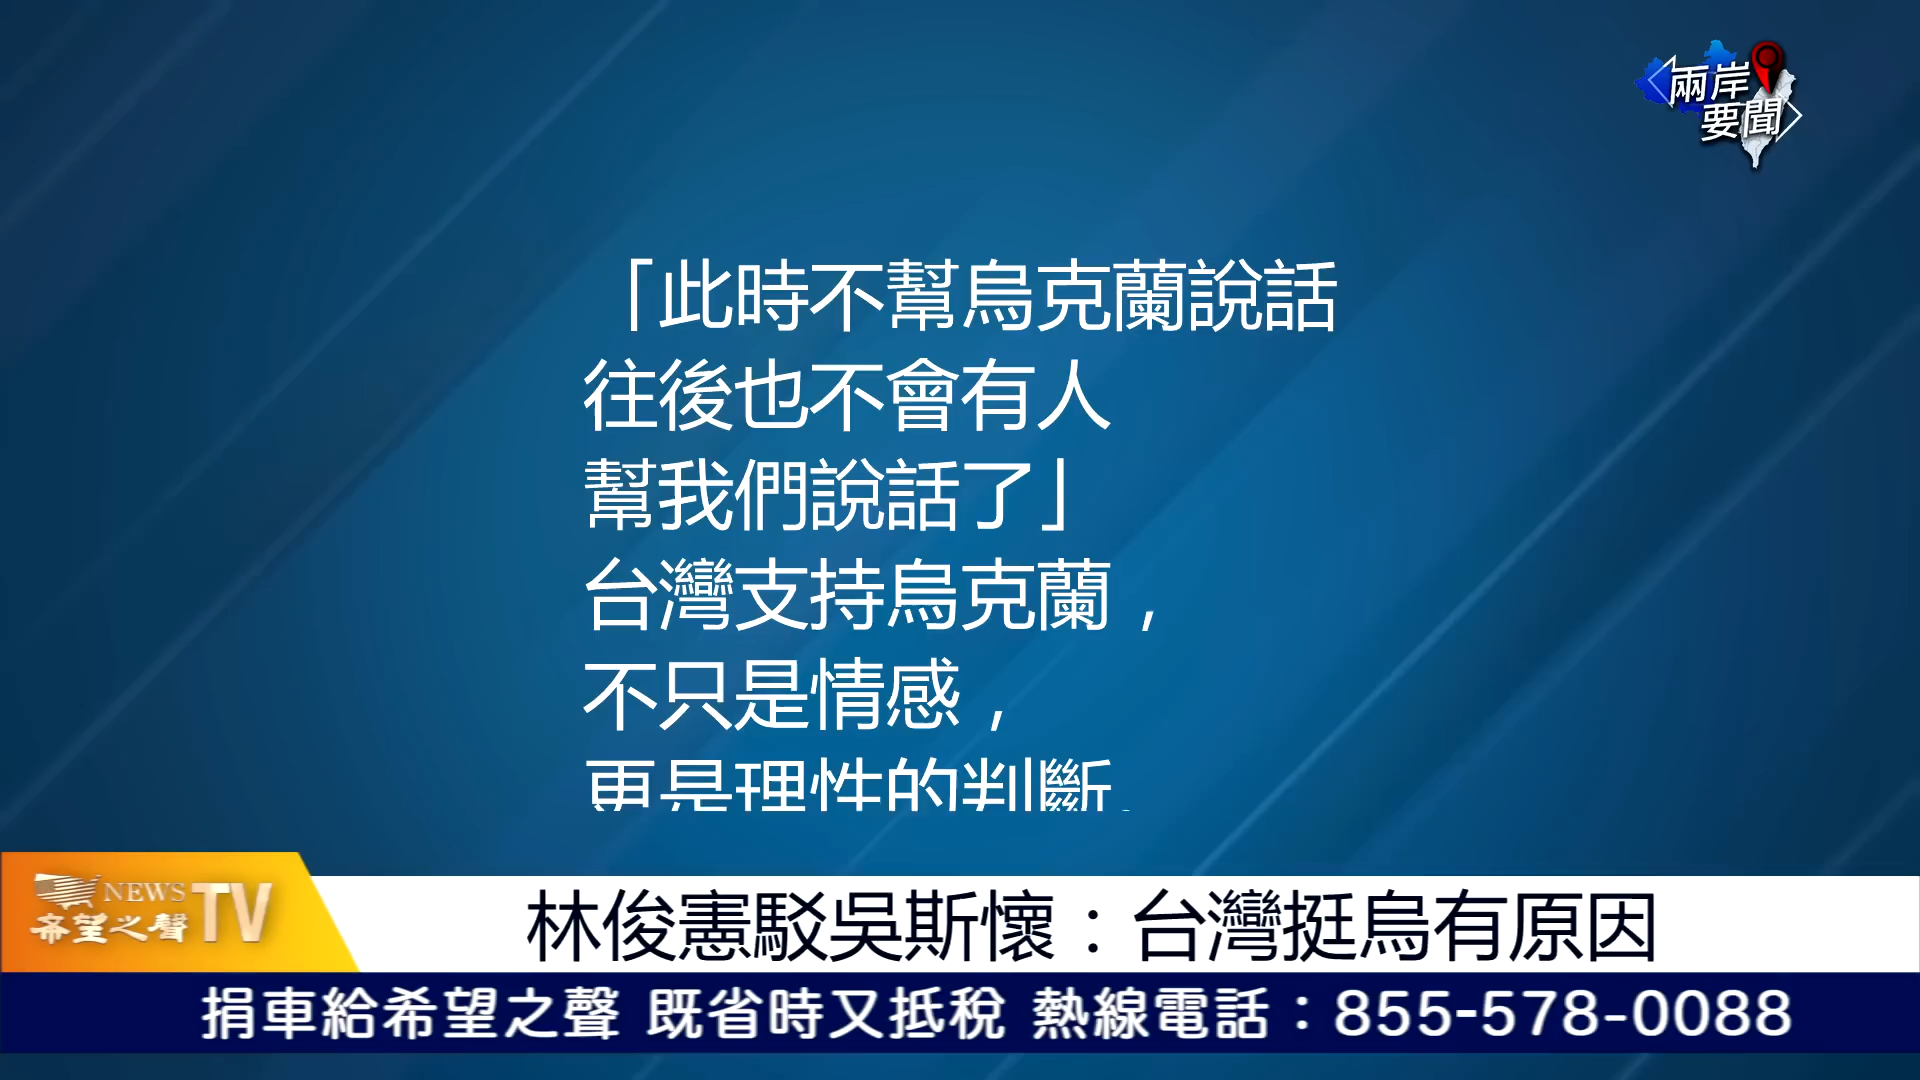 兩岸
要聞
「此時不幫烏克蘭說話
往後也不會有人
幫我們說話了」
台灣支持烏克蘭，
不只是情感，
更是理性的判斷。
NEWS
希望之聲 TV
林俊憲駁吳斯懷：台灣挺烏有原因
捐車給希望之聲 既省時又抵稅 熱線電話：855-578-0088